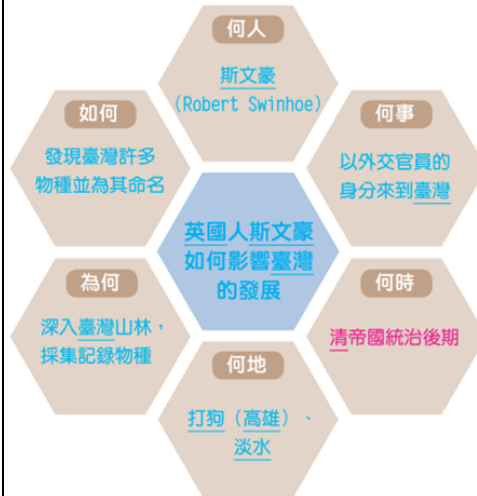 何人
斯文豪
(Robert Swinhoe)
何事
以外交官員的
身分來到臺灣
何時
清帝國統治後期
何地
打狗（高雄）、
淡水
為何
深入臺灣山林，
採集記錄物種
如何
發現臺灣許多
物種並為其命名
英國人斯文豪
如何影響臺灣
的發展